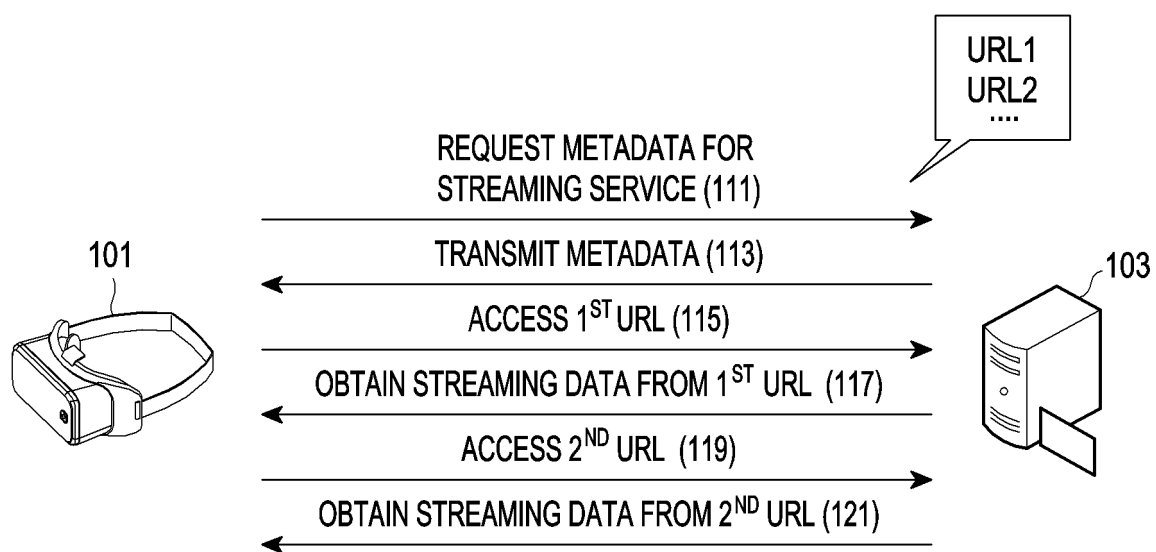 URL1
URL2
....
REQUEST METADATA FOR
STREAMING SERVICE (111)
TRANSMIT METADATA (113)
101
103
ACCESS 1ST URL (115)
OBTAIN STREAMING DATA FROM 1ST URL (117)
ACCESS 2ND URL (119)
OBTAIN STREAMING DATA FROM 2ND URL (121)